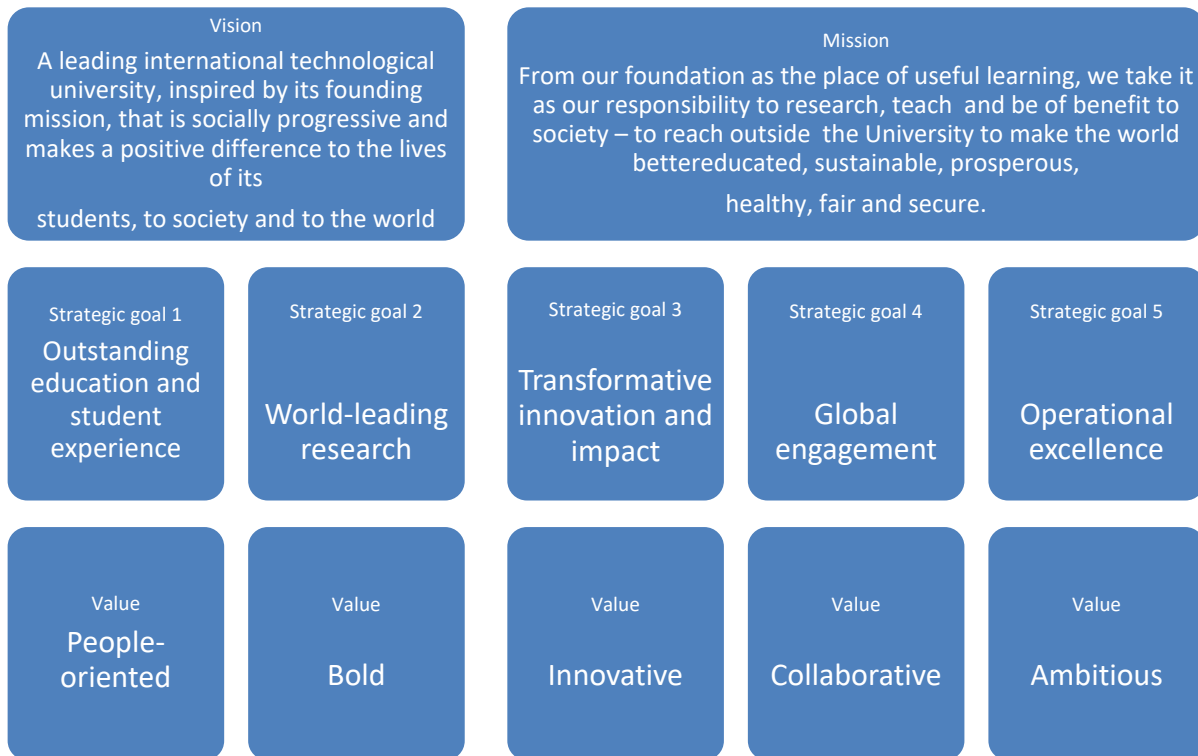 Vision
A leading international technological
university, inspired by its founding
mission, that is socially progressive and
makes a positive difference to the lives
of its
students, to society and to the world
Mission
From our foundation as the place of useful learning, we take it
as our responsibility to research, teach  and be of benefit to
society – to reach outside  the University to make the world
bettereducated, sustainable, prosperous,
healthy, fair and secure.
Strategic goal 1
Outstanding
education and
student
experience
Strategic goal 2
World-leading
research
Strategic goal 3
Transformative
innovation and
impact
Strategic goal 4
Global
engagement
Strategic goal 5
Operational
excellence
Value
People-
oriented
Value
Bold
Value
Innovative
Value
Collaborative
Value
Ambitious